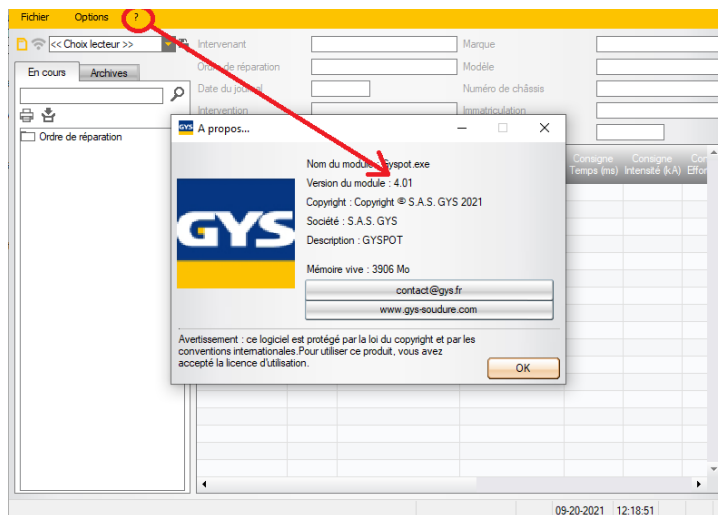 Fichier Options ?
<< Choix lecteur >>
En cours Archives
Ordre de réparation
Intervenant Marque
Ordre de réparation Modèle
Date du journal Numéro de châssis
Intervention Immatriculation
Consigne Consigne
Temps (ms) Intensité (kA)
GYS A propos...
GYS
Nom du module : Gyspot.exe
Version du module : 4.01
Copyright : Copyright © S.A.S. GYS 2021
Société : S.A.S. GYS
Description : GYSPOT
Mémoire vive : 3906 Mo
contact@gys.fr
www.gys-soudure.com
Avertissement : ce logiciel est protégé par la loi du copyright et par les
conventions internationales.Pour utiliser ce produit, vous avez
accepté la licence d'utilisation.
OK
09-20-2021 12:18:51